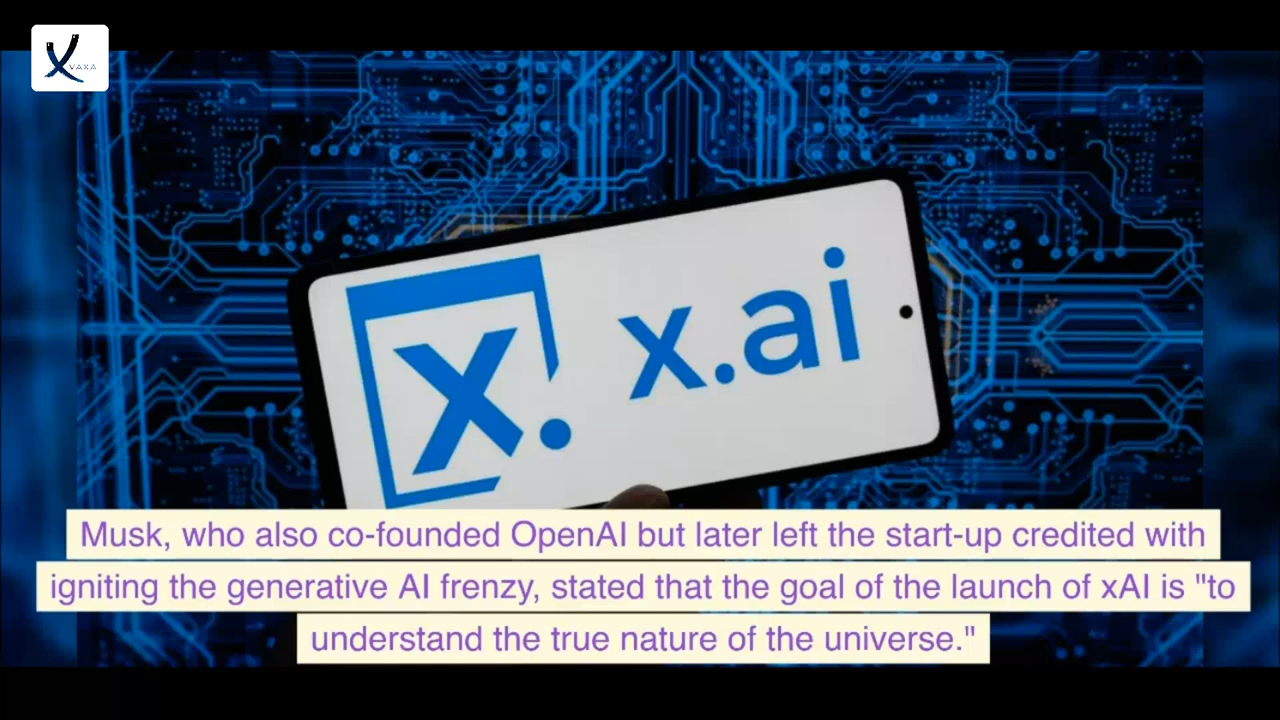 VAXA
X. x.ai
Musk, who also co-founded OpenAI but later left the start-up credited with
igniting the generative AI frenzy, stated that the goal of the launch of xAI is "to
understand the true nature of the universe."